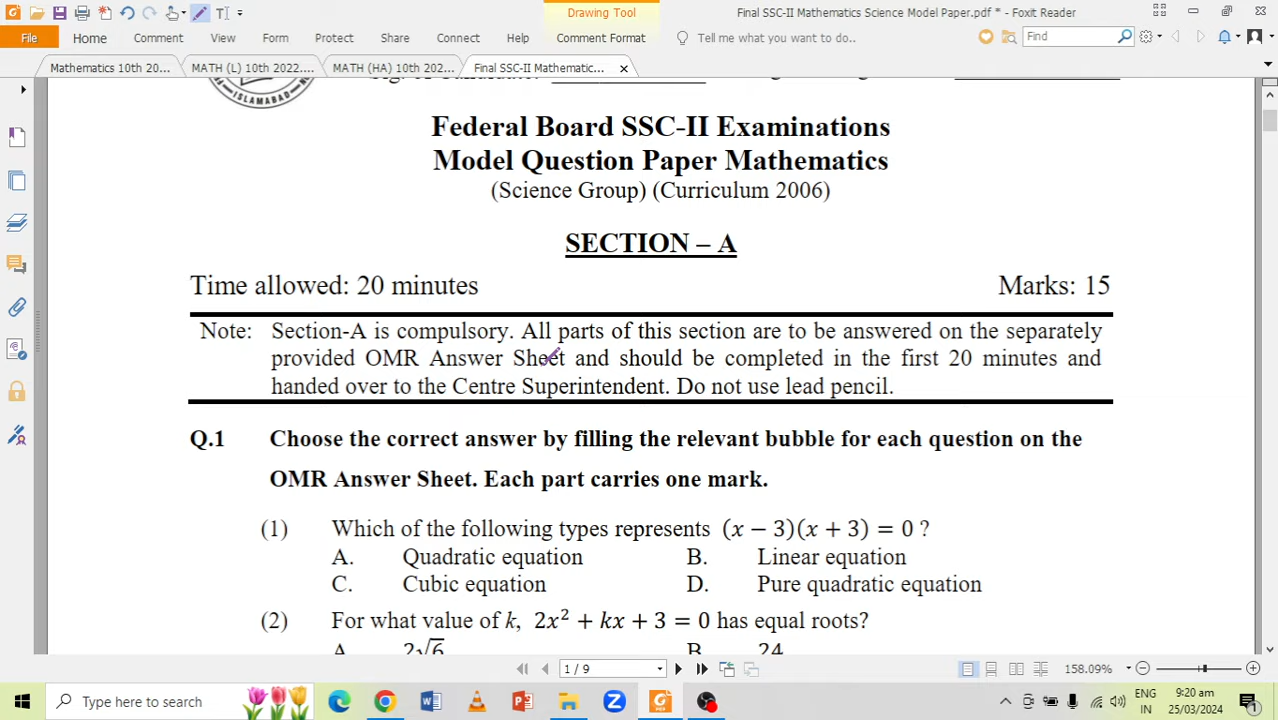 Final SSC-II Mathematics Science Model Paper.pdf * - Foxit Reader
Drawing Tool
File Home Comment View Form Protect Share Connect Help Comment Format Tell me what you want to do.. Find
Mathematics 10th 20... MATH (L) 10th 2022.... MATH (HA) 10th 202... Final SSC-II Mathematic...
ISLAMABAD
Federal Board SSC-II Examinations
Model Question Paper Mathematics
(Science Group) (Curriculum 2006)
SECTION – A
Time allowed: 20 minutes Marks: 15
Note: Section-A is compulsory. All parts of this section are to be answered on the separately
provided OMR Answer Sheet and should be completed in the first 20 minutes and
handed over to the Centre Superintendent. Do not use lead pencil.
Q.1 Choose the correct answer by filling the relevant bubble for each question on the
OMR Answer Sheet. Each part carries one mark.
(1) Which of the following types represents (x − 3)(x + 3) = 0 ?
A. Quadratic equation B. Linear equation
C. Cubic equation D. Pure quadratic equation
(2) For what value of k, 2x² + kx + 3 = 0 has equal roots?
A. 2√6 B. 24
1 / 9 158.09%
Type here to search
ENG 9:20 am
IN 25/03/2024
1